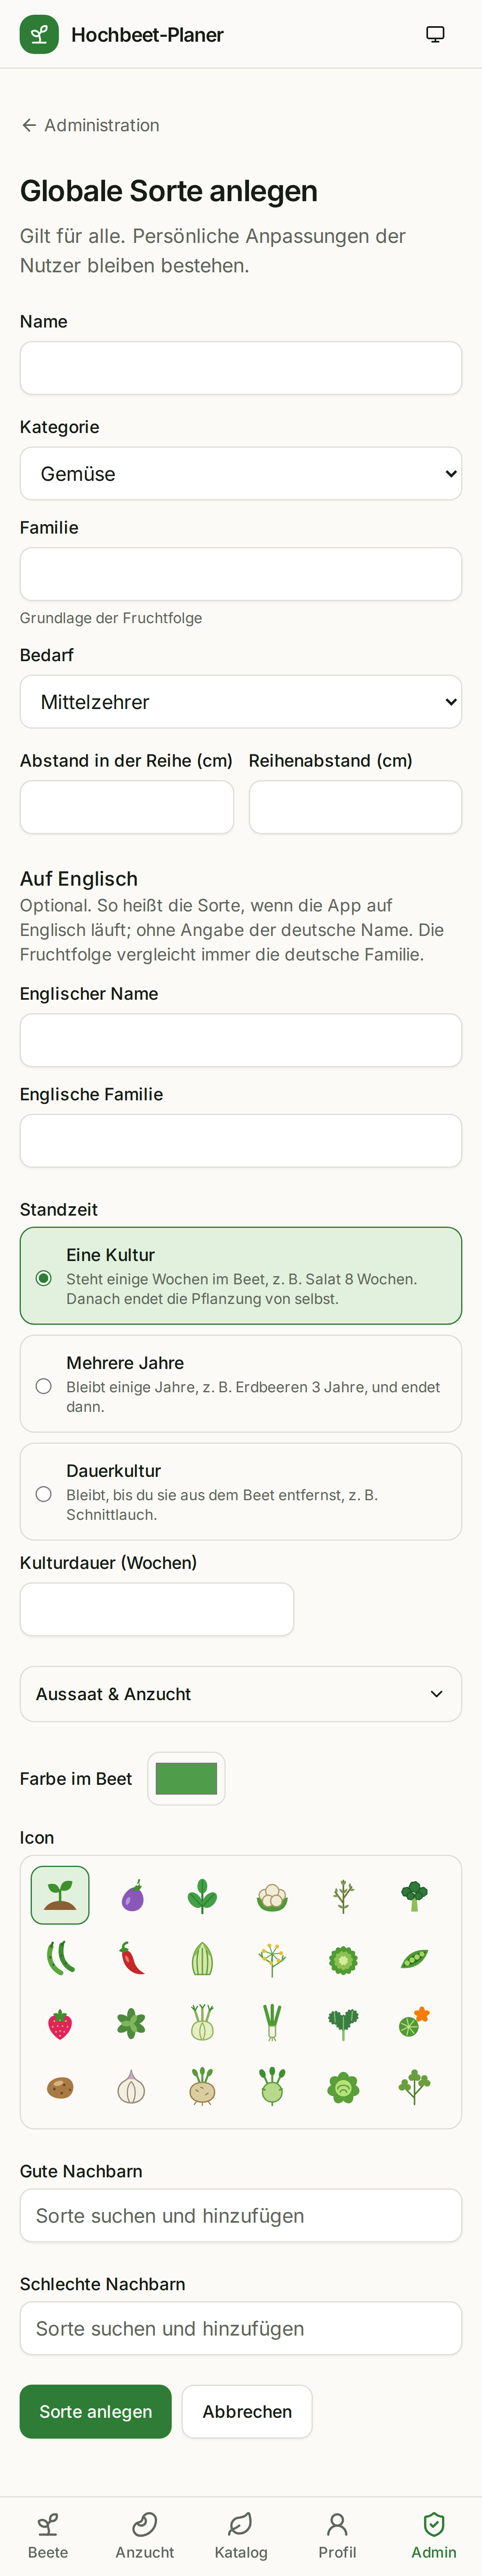 Hochbeet-Planer
Administration
Globale Sorte anlegen
Gilt für alle. Persönliche Anpassungen der
Nutzer bleiben bestehen.
Name
Kategorie
Gemüse
Familie
Grundlage der Fruchtfolge
Bedarf
Mittelzehrer
Abstand in der Reihe (cm) Reihenabstand (cm)
Auf Englisch
Optional. So heißt die Sorte, wenn die App auf
Englisch läuft; ohne Angabe der deutsche Name. Die
Fruchtfolge vergleicht immer die deutsche Familie.
Englischer Name
Englische Familie
Standzeit
Eine Kultur
Steht einige Wochen im Beet, z. B. Salat 8 Wochen.
Danach endet die Pflanzung von selbst.
Mehrere Jahre
Bleibt einige Jahre, z. B. Erdbeeren 3 Jahre, und endet
dann.
Dauerkultur
Bleibt, bis du sie aus dem Beet entfernst, z. B.
Schnittlauch.
Kulturdauer (Wochen)
Aussaat & Anzucht
Farbe im Beet
Icon
Gute Nachbarn
Sorte suchen und hinzufügen
Schlechte Nachbarn
Sorte suchen und hinzufügen
Sorte anlegen Abbrechen
Beete Anzucht Katalog Profil Admin